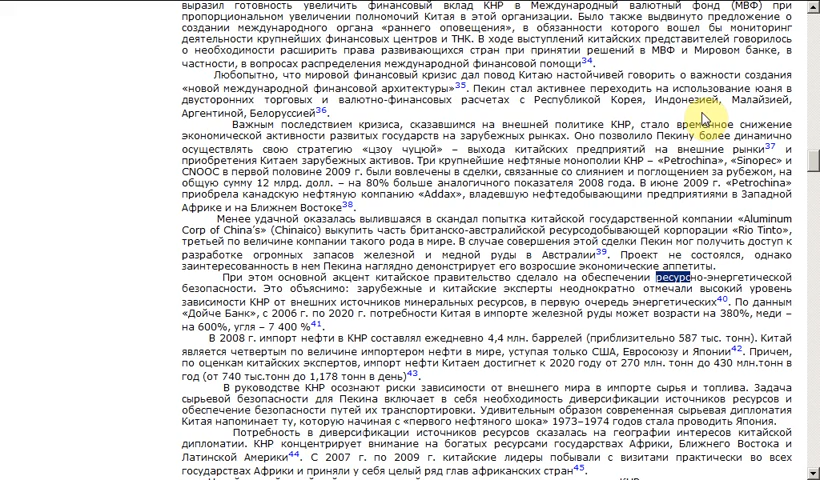 выразил готовность увеличить финансовый вклад КНР в Международный валютный фонд (МВФ) при
пропорциональном увеличении полномочий Китая в этой организации. Было также выдвинуто предложение о
создании международного органа «раннего оповещения», в обязанности которого вошел бы мониторинг
деятельности крупнейших финансовых центров и ТНК. В ходе выступлений китайских представителей говорилось
о необходимости расширить права развивающихся стран при принятии решений в МВФ и Мировом банке, в
частности, в вопросах распределения международной финансовой помощи34.
Любопытно, что мировой финансовый кризис дал повод Китаю настойчивей говорить о важности создания
«новой международной финансовой архитектуры»35. Пекин стал активнее переходить на использование юаня в
двусторонних торговых и валютно-финансовых расчетах с Республикой Корея, Индонезией, Малайзией,
Аргентиной, Белоруссией36.
Важным последствием кризиса, сказавшимся на внешней политике КНР, стало временное снижение
экономической активности развитых государств на зарубежных рынках. Оно позволило Пекину более динамично
осуществлять свою стратегию «цзоу чуцюй» – выхода китайских предприятий на внешние рынки37 и
приобретения Китаем зарубежных активов. Три крупнейшие нефтяные монополии КНР – «Petrochina», «Sinopec» и
CNOOC в первой половине 2009 г. были вовлечены в сделки, связанные со слиянием и поглощением за рубежом, на
общую сумму 12 млрд. долл. – на 80% больше аналогичного показателя 2008 года. В июне 2009 г. «Petrochina»
приобрела канадскую нефтяную компанию «Addax», владевшую нефтедобывающими предприятиями в Западной
Африке и на Ближнем Востоке38.
Менее удачной оказалась вылившаяся в скандал попытка китайской государственной компании «Aluminum
Corp of China's» (Chinaico) выкупить часть британско-австралийской ресурсодобывающей корпорации «Rio Tinto»,
третьей по величине компании такого рода в мире. В случае совершения этой сделки Пекин мог получить доступ к
разработке огромных запасов железной и медной руды в Австралии39. Проект не состоялся, однако
заинтересованность в нем Пекина наглядно демонстрирует его возросшие экономические аппетиты.
При этом основной акцент китайское правительство сделало на обеспечении ресурсно-энергетической
безопасности. Это объяснимо: зарубежные и китайские эксперты неоднократно отмечали высокий уровень
зависимости КНР от внешних источников минеральных ресурсов, в первую очередь энергетических40. По данным
«Дойче Банк», с 2006 г. по 2020 г. потребности Китая в импорте железной руды может возрасти на 380%, меди –
на 600%, угля – 7 400 %41.
В 2008 г. импорт нефти в КНР составлял ежедневно 4,4 млн. баррелей (приблизительно 587 тыс. тонн). Китай
является четвертым по величине импортером нефти в мире, уступая только США, Евросоюзу и Японии42. Причем,
по оценкам китайских экспертов, импорт нефти Китаем достигнет к 2020 году от 270 млн. тонн до 430 млн.тонн в
год (от 740 тыс.тонн до 1,178 тонн в день)43.
В руководстве КНР осознают риски зависимости от внешнего мира в импорте сырья и топлива. Задача
сырьевой безопасности для Пекина включает в себя необходимость диверсификации источников ресурсов и
обеспечение безопасности путей их транспортировки. Удивительным образом современная сырьевая дипломатия
Китая напоминает ту, которую начиная с «первого нефтяного шока» 1973–1974 годов стала проводить Япония.
Потребность в диверсификации источников ресурсов сказалась на географии интересов китайской
дипломатии. КНР концентрирует внимание на богатых ресурсами государствах Африки, Ближнего Востока и
Латинской Америки44. С 2007 г. по 2009 г. китайские лидеры побывали с визитами практически во всех
государствах Африки и приняли у себя целый ряд глав африканских стран45.